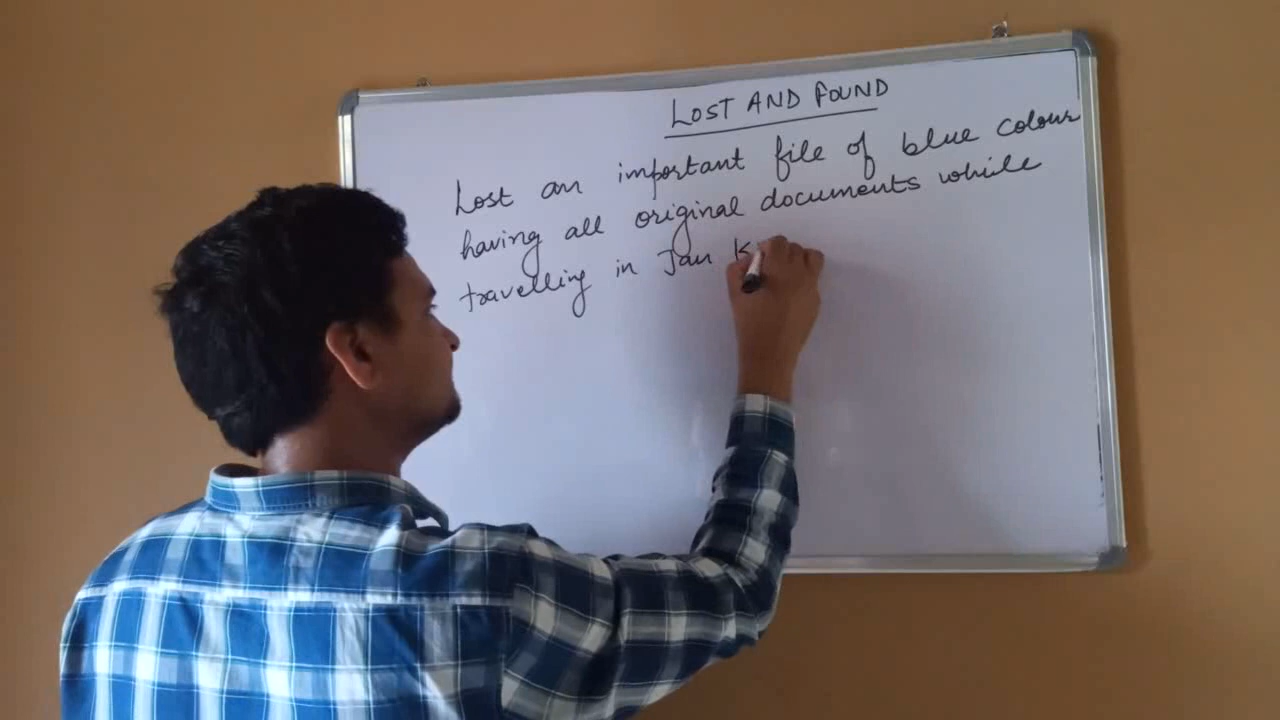 LOST AND FOUND
Lost an important file of blue colour
having all original documents while
travelling in Jan K